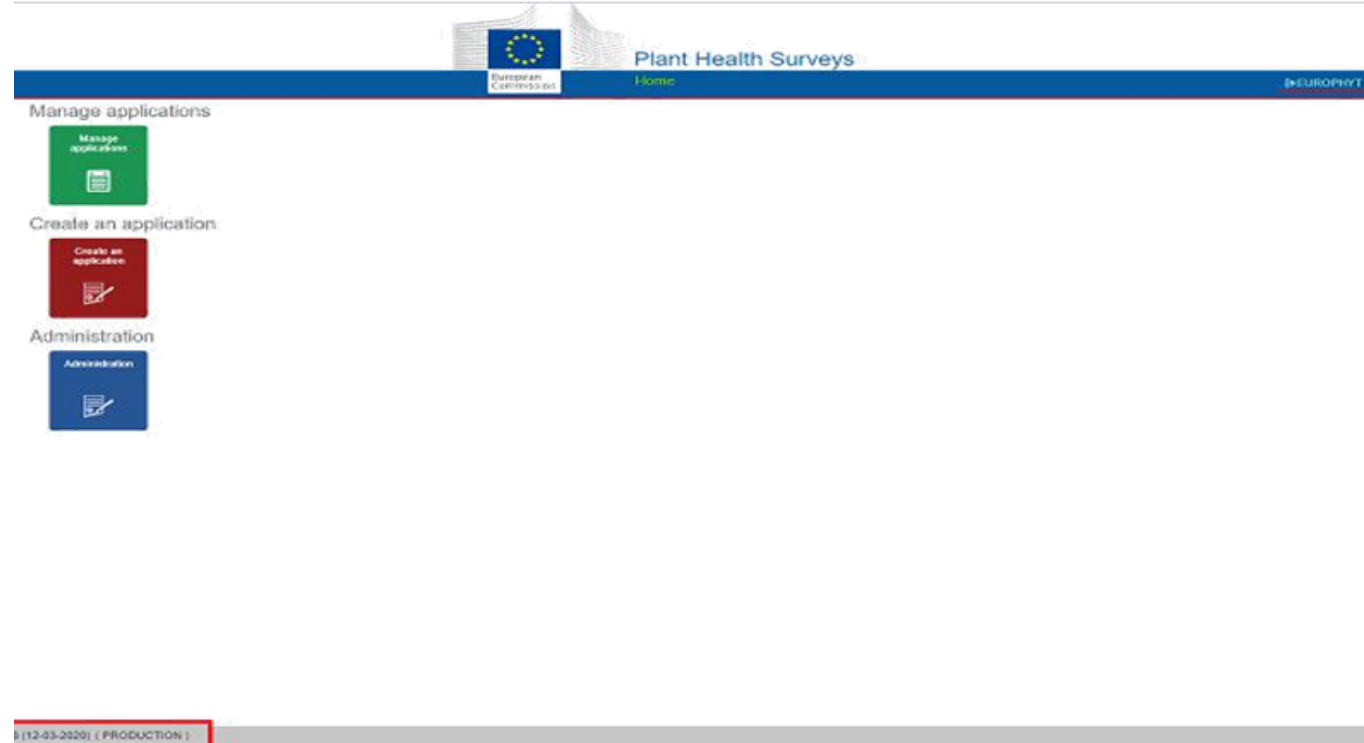 Plant Health Surveys
European
Commission
Home
EUROPHYT
Manage applications
Manage
applications
Create an application
Create an
application
Administration
Administration
(12-03-2020) ( PRODUCTION )